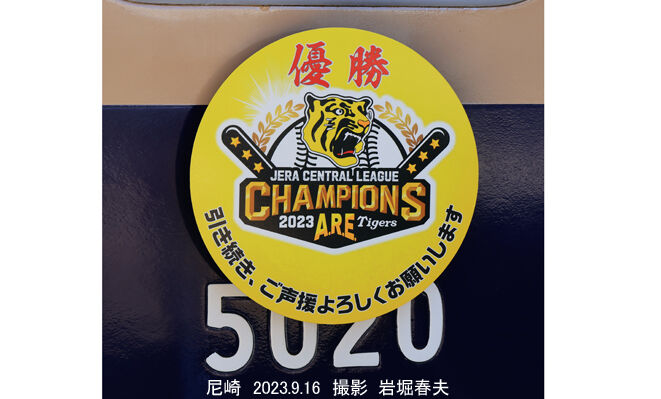 優勝
JERA CENTRAL LEAGUE
CHAMPIONS
2023 A.R.E. Tigers
引き続き、ご声援よろしくお願いします
5020
尼崎 2023.9.16 撮影 岩堀春夫